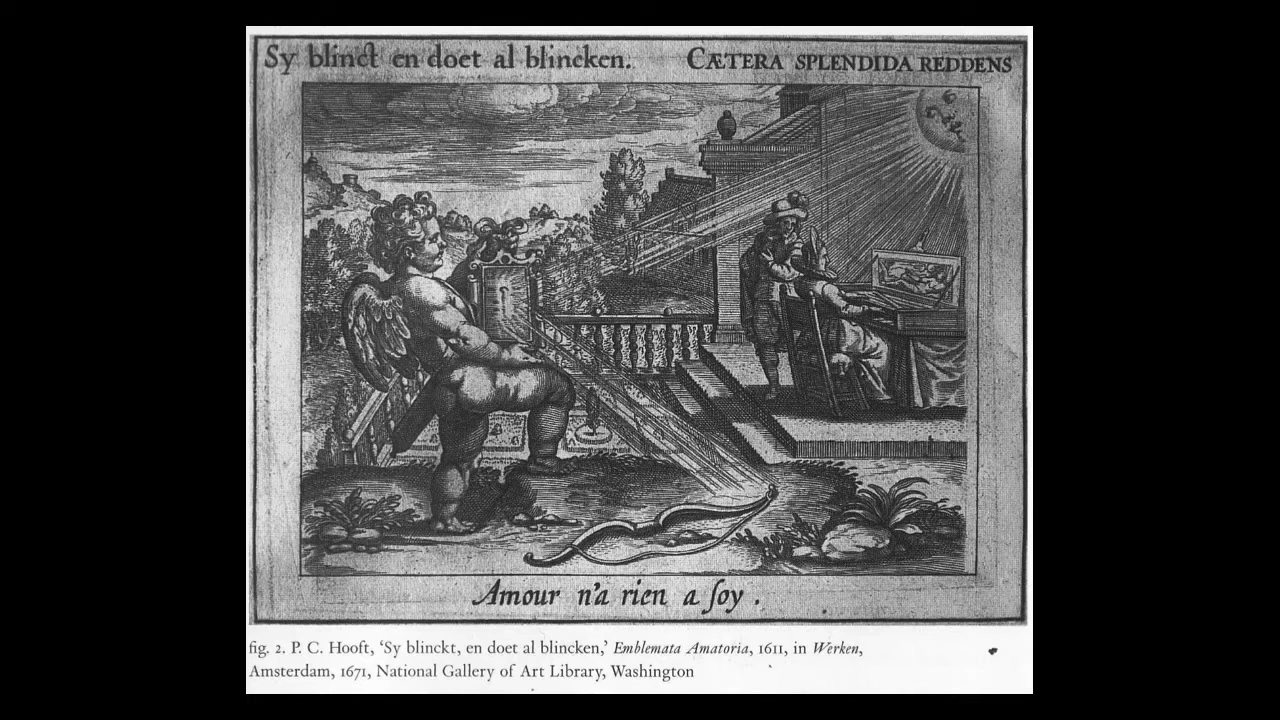 Sy blinct en doet al blincken. CÆTERA SPLENDIDA REDDENS
Amour n'a rien a soy .
fig. 2. P. C. Hooft, ‘Sy blinckt, en doet al blincken,’ Emblemata Amatoria, 1611, in Werken,
Amsterdam, 1671, National Gallery of Art Library, Washington